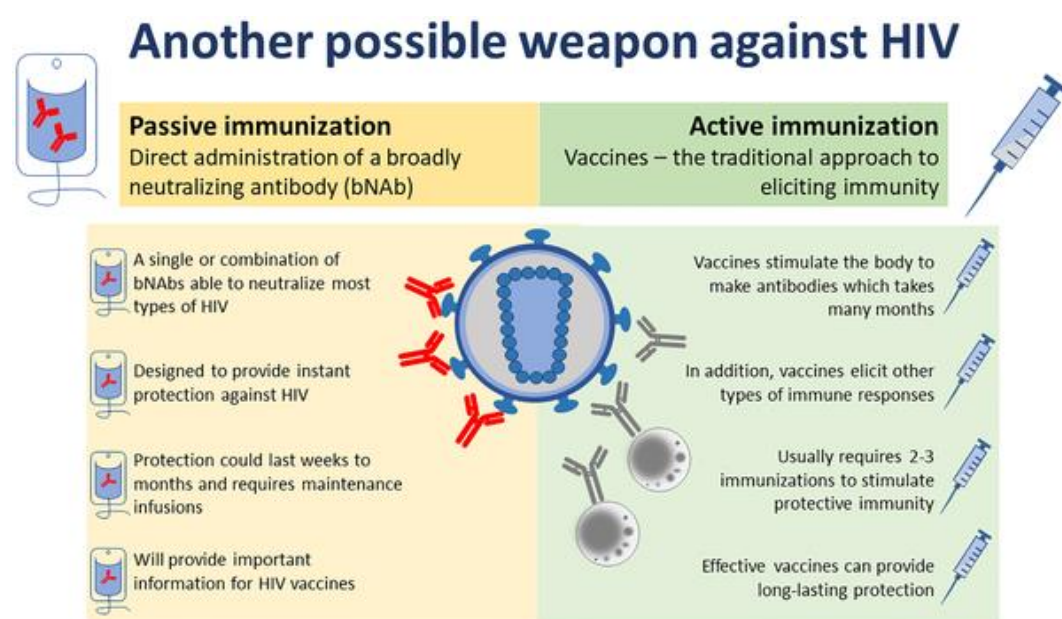 Another possible weapon against HIV
Passive immunization
Direct administration of a broadly
neutralizing antibody (bNAb)
Active immunization
Vaccines – the traditional approach to
eliciting immunity
A single or combination of
bNAbs able to neutralize most
types of HIV
Designed to provide instant
protection against HIV
Protection could last weeks to
months and requires maintenance
infusions
Will provide important
information for HIV vaccines
Vaccines stimulate the body to
make antibodies which takes
many months
In addition, vaccines elicit other
types of immune responses
Usually requires 2-3
immunizations to stimulate
protective immunity
Effective vaccines can provide
long-lasting protection